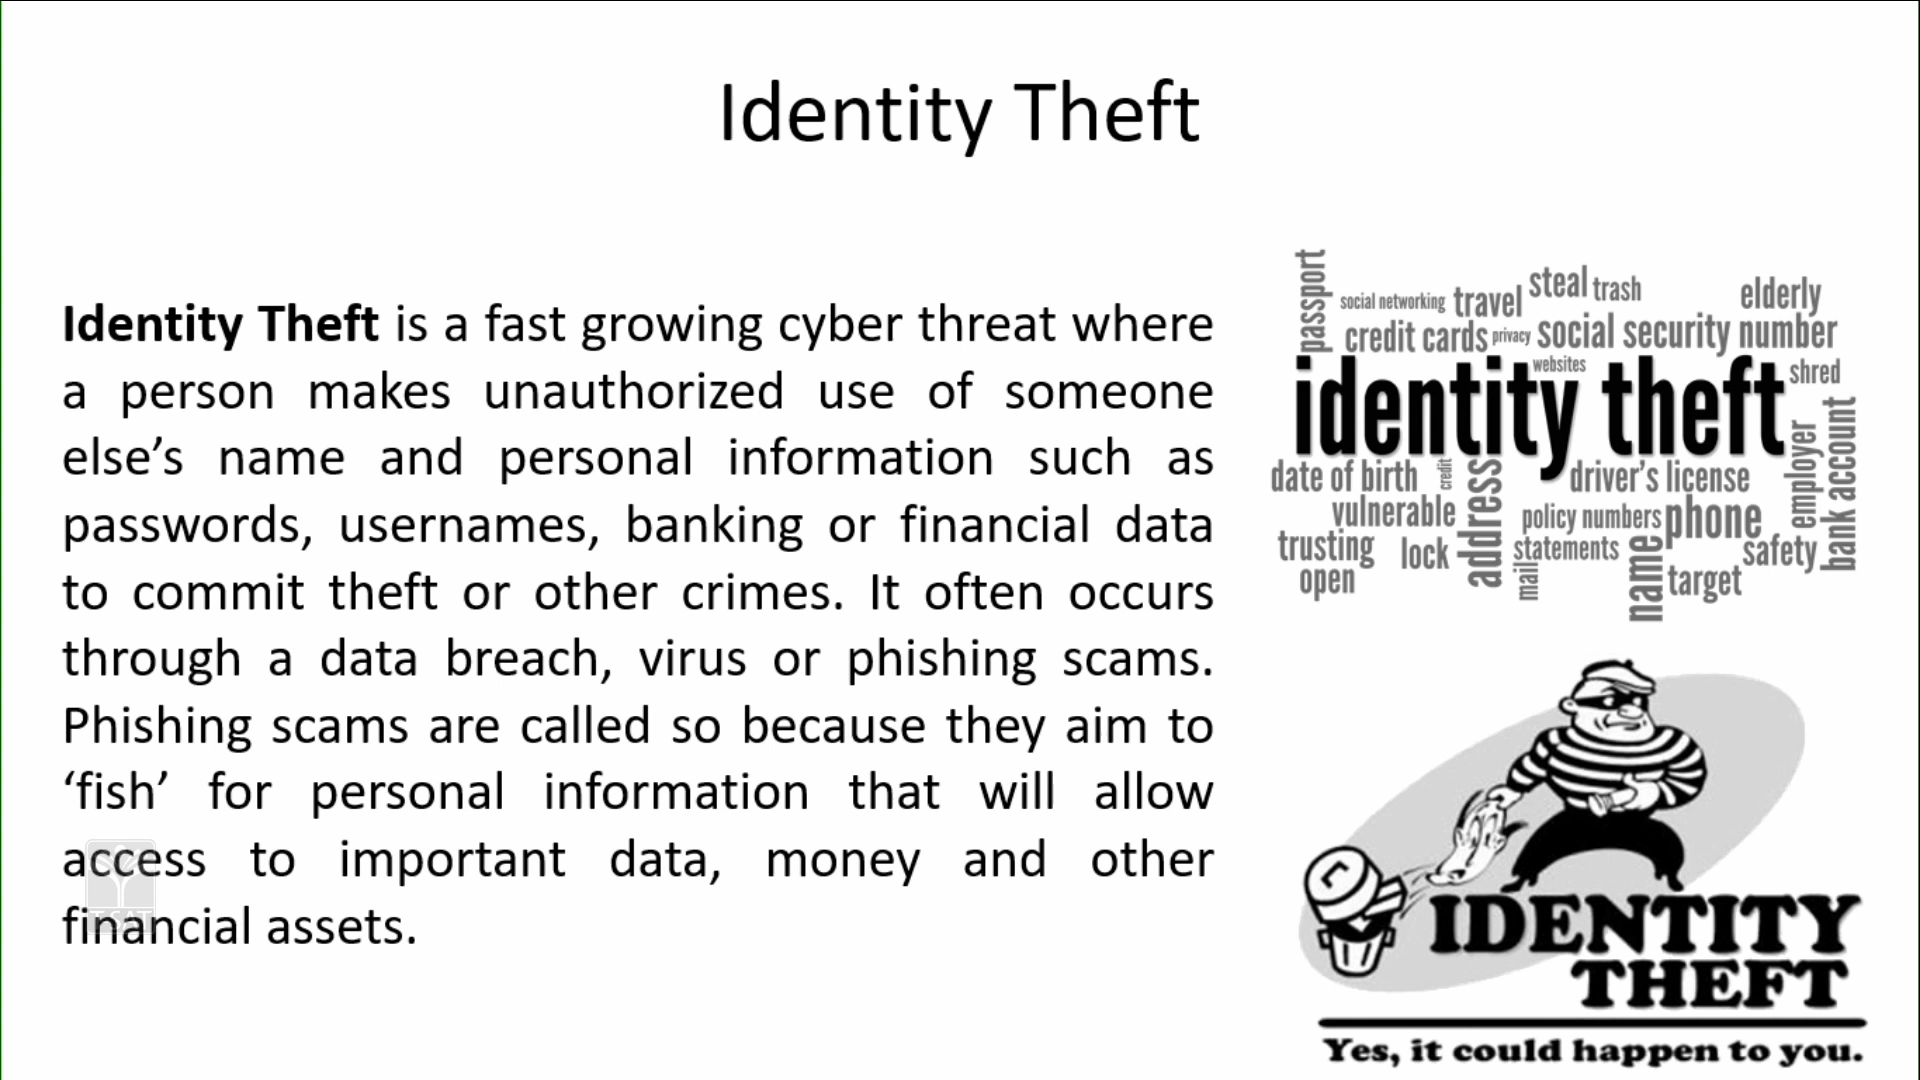 Identity Theft
Identity Theft is a fast growing cyber threat where
a person makes unauthorized use of someone
else’s name and personal information such as
passwords, usernames, banking or financial data
to commit theft or other crimes. It often occurs
through a data breach, virus or phishing scams.
Phishing scams are called so because they aim to
‘fish’ for personal information that will allow
access to important data, money and other
financial assets.
T-SAT
passport
social networking
travel
steal
trash
elderly
credit cards
privacy
social security number
websites
identity theft
shred
date of birth
credit
address
driver’s license
employer
bank account
vulnerable
policy numbers
phone
trusting
lock
statements
safety
open
mail
name
target
IDENTITY
THEFT
Yes, it could happen to you.